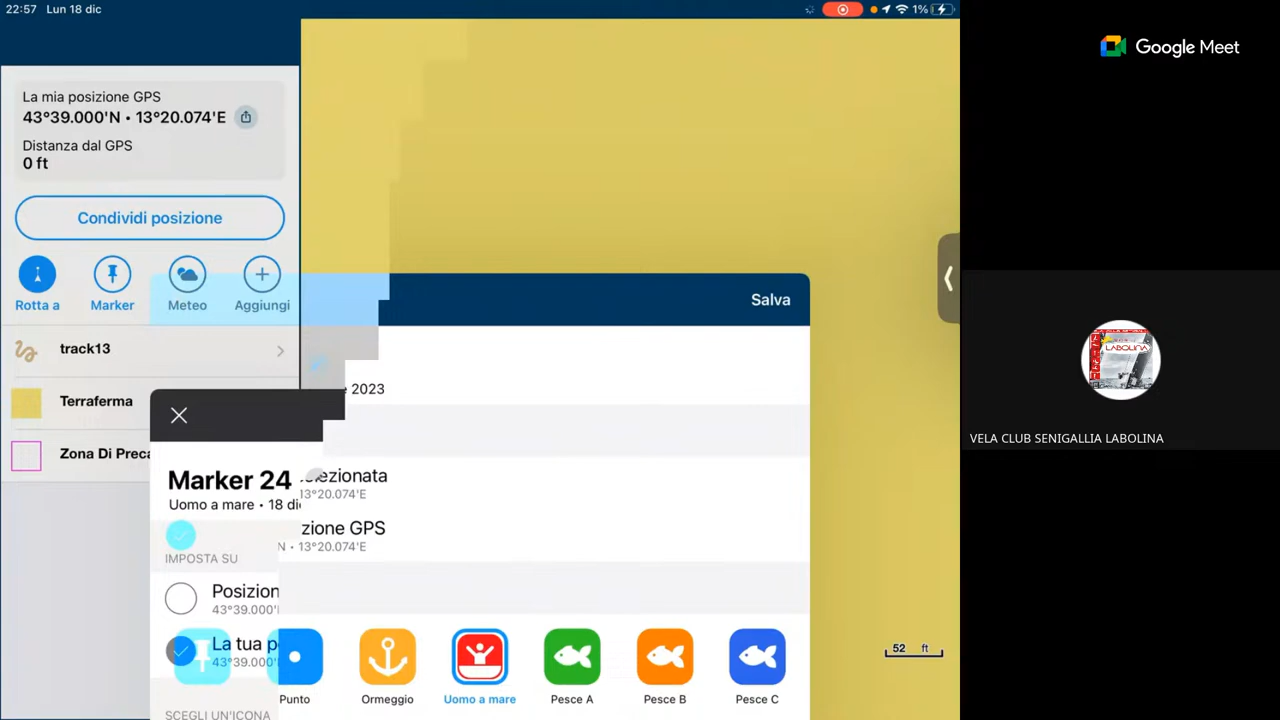 22:57 Lun 18 dic
1%
Google Meet
La mia posizione GPS
43°39.000'N • 13°20.074'E
Distanza dal GPS
0 ft
Condividi posizione
Rotta a
Marker
Meteo
Aggiungi
Salva
track13
2023
Terraferma
Zona Di Preca
Marker 24
Uomo a mare • 18 di
13°20.074'E
IMPOSTA SU
zione GPS
N • 13°20.074'E
Posizion
43°39.000'
La tua p
43°39.000'
Punto
Ormeggio
Uomo a mare
Pesce A
Pesce B
Pesce C
SCEGLI UN'ICONA
52 ft
VELA CLUB SENIGALLIA LABOLINA
LABOLINA